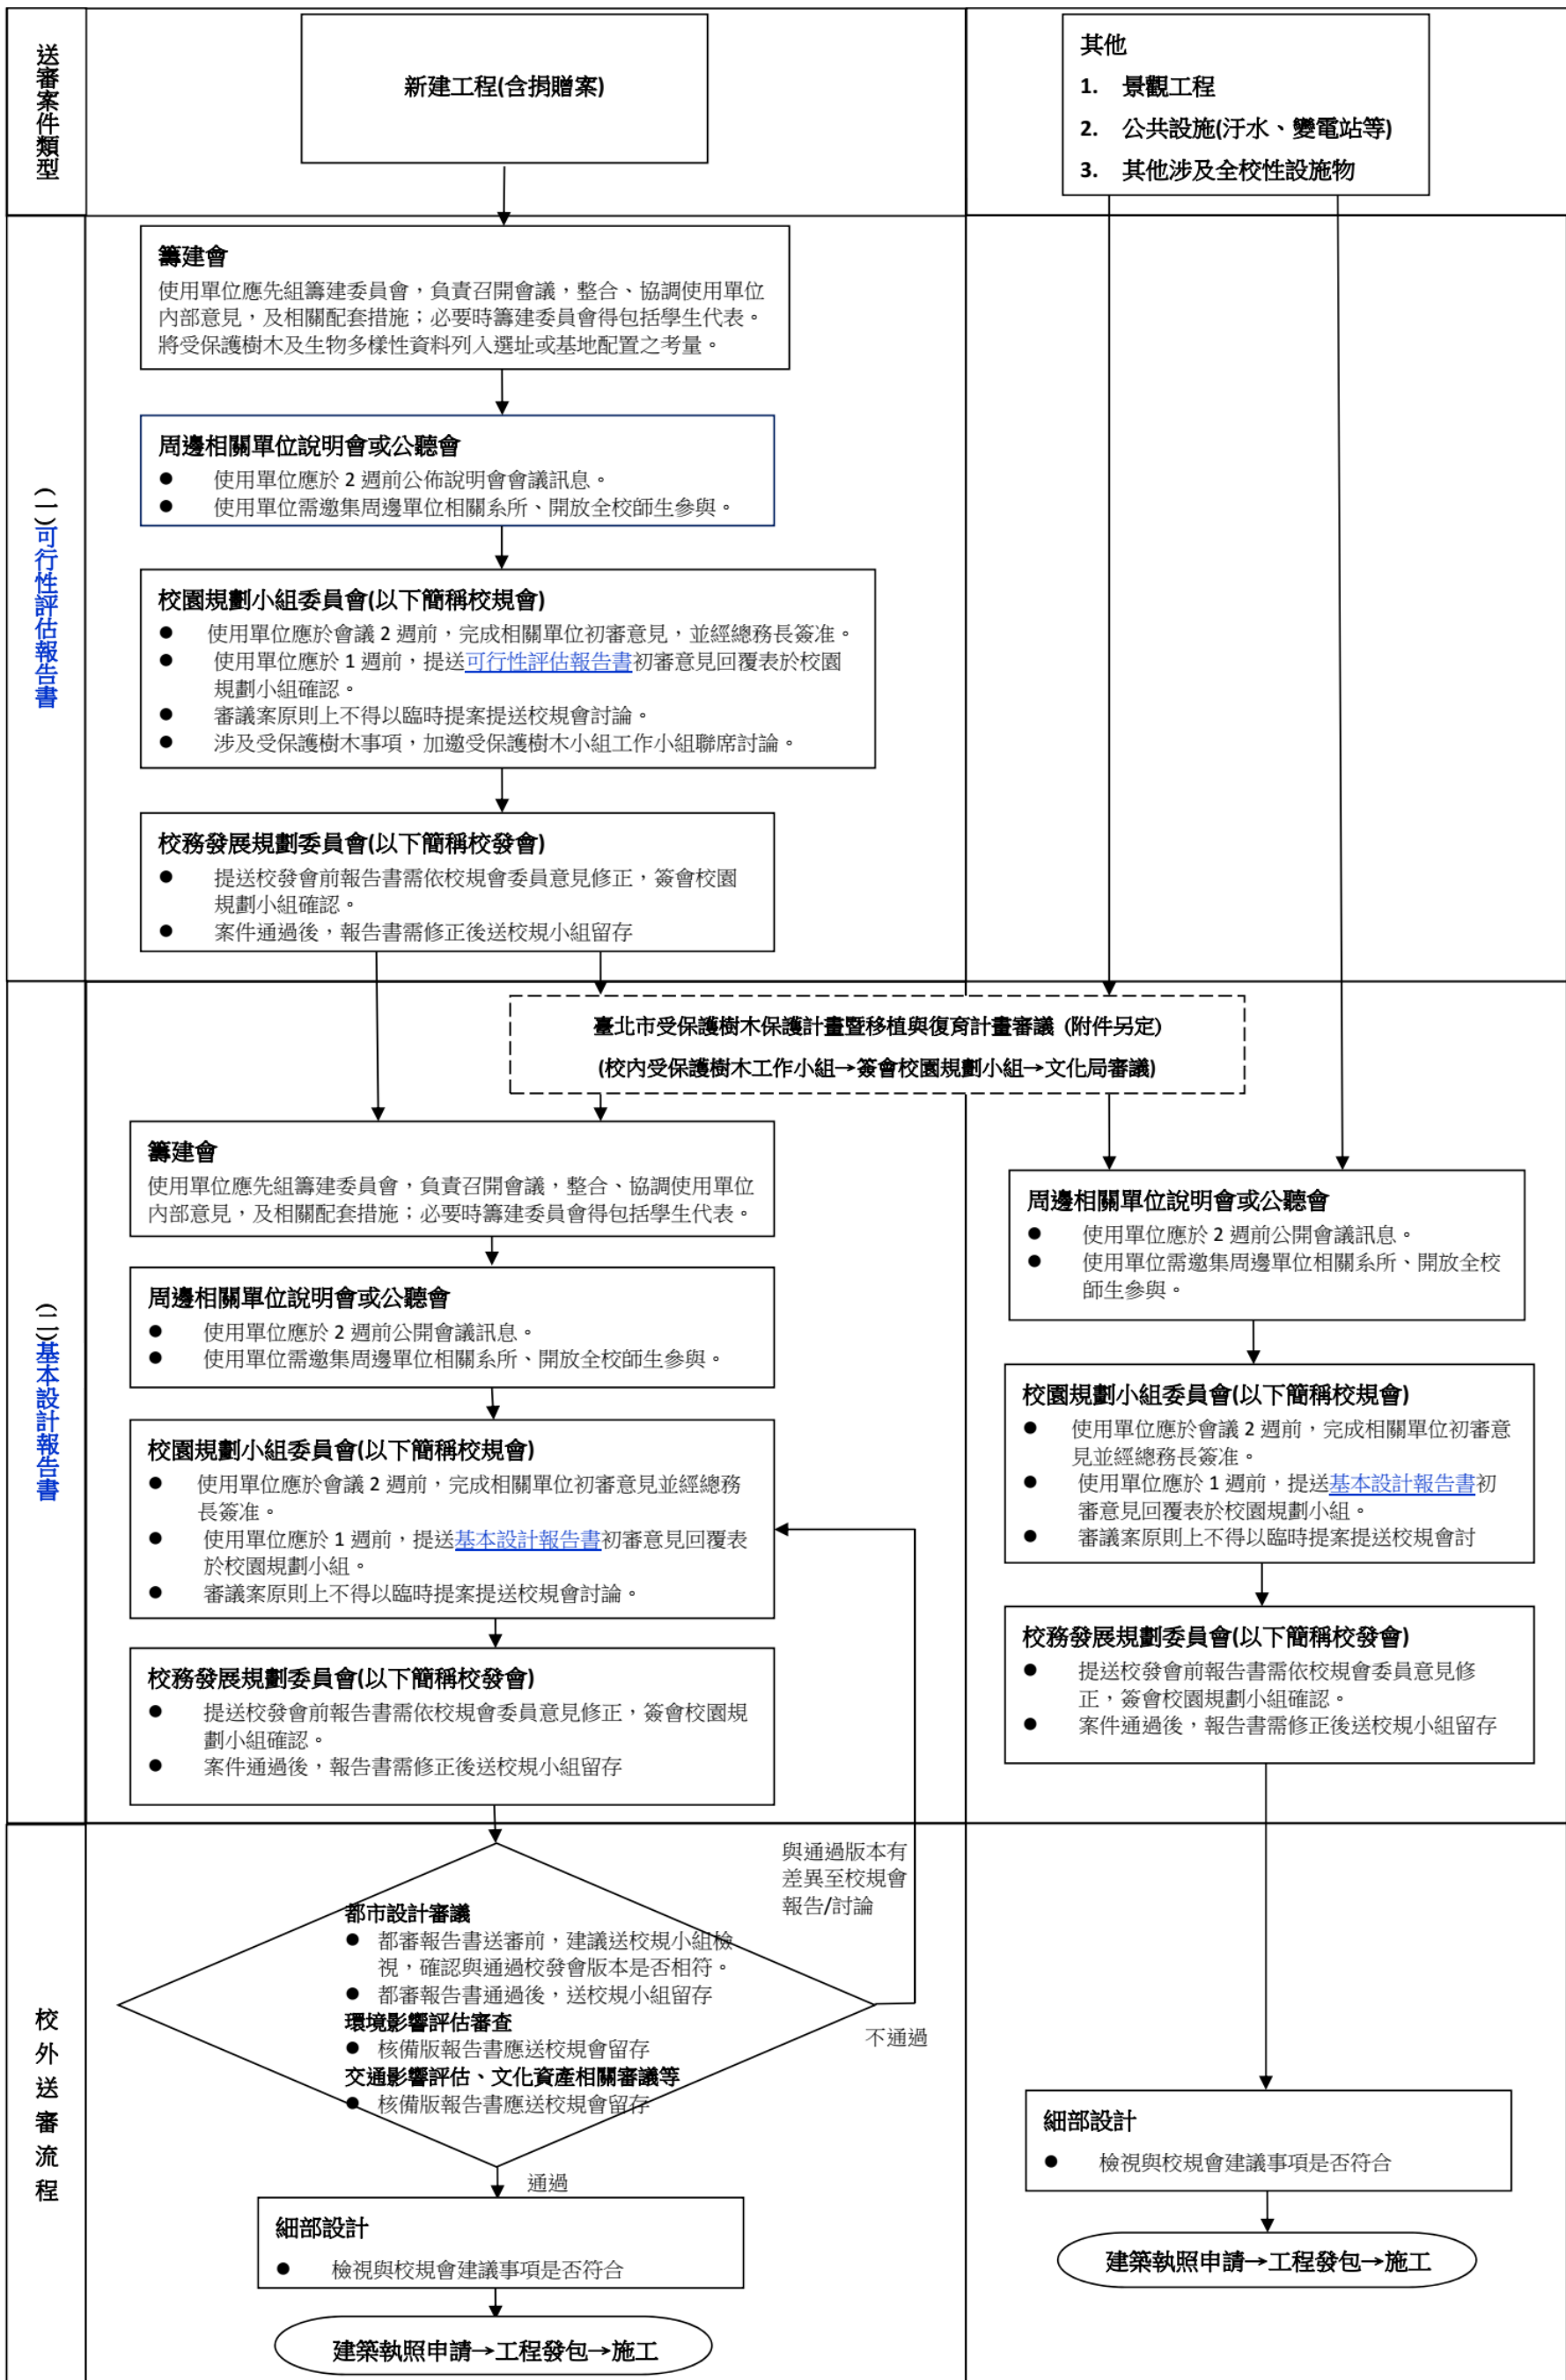 送審案件類型
新建工程(含捐贈案)
其他
1. 景觀工程
2. 公共設施(汙水、變電站等)
3. 其他涉及全校性設施物
(一)可行性評估報告書
籌建會
使用單位應先組籌建委員會，負責召開會議，整合、協調使用單位
內部意見，及相關配套措施；必要時籌建委員會得包括學生代表。
將受保護樹木及生物多樣性資料列入選址或基地配置之考量。
周邊相關單位說明會或公聽會
● 使用單位應於 2 週前公佈說明會會議訊息。
● 使用單位需邀集周邊單位相關系所、開放全校師生參與。
校園規劃小組委員會(以下簡稱校規會)
● 使用單位應於會議 2 週前，完成相關單位初審意見，並經總務長簽准。
● 使用單位應於 1 週前，提送可行性評估報告書初審意見回覆表於校園
規劃小組確認。
● 審議案原則上不得以臨時提案提送校規會討論。
● 涉及受保護樹木事項，加邀受保護樹木小組工作小組聯席討論。
校務發展規劃委員會(以下簡稱校發會)
● 提送校發會前報告書需依校規會委員意見修正，簽會校園
規劃小組確認。
● 案件通過後，報告書需修正後送校規小組留存
臺北市受保護樹木保護計畫暨移植與復育計畫審議 (附件另定)
(校內受保護樹木工作小組→簽會校園規劃小組→文化局審議)
(二)基本設計報告書
籌建會
使用單位應先組籌建委員會，負責召開會議，整合、協調使用單位
內部意見，及相關配套措施；必要時籌建委員會得包括學生代表。
周邊相關單位說明會或公聽會
● 使用單位應於 2 週前公開會議訊息。
● 使用單位需邀集周邊單位相關系所、開放全校師生參與。
校園規劃小組委員會(以下簡稱校規會)
● 使用單位應於會議 2 週前，完成相關單位初審意見並經總務
長簽准。
● 使用單位應於 1 週前，提送基本設計報告書初審意見回覆表
於校園規劃小組。
● 審議案原則上不得以臨時提案提送校規會討論。
校務發展規劃委員會(以下簡稱校發會)
● 提送校發會前報告書需依校規會委員意見修正，簽會校園規
劃小組確認。
● 案件通過後，報告書需修正後送校規小組留存
周邊相關單位說明會或公聽會
● 使用單位應於 2 週前公開會議訊息。
● 使用單位需邀集周邊單位相關系所、開放全校
師生參與。
校園規劃小組委員會(以下簡稱校規會)
● 使用單位應於會議 2 週前，完成相關單位初審意
見並經總務長簽准。
● 使用單位應於 1 週前，提送基本設計報告書初
審意見回覆表於校園規劃小組。
● 審議案原則上不得以臨時提案提送校規會討
校務發展規劃委員會(以下簡稱校發會)
● 提送校發會前報告書需依校規會委員意見修
正，簽會校園規劃小組確認。
● 案件通過後，報告書需修正後送校規小組留存
校外送審流程
都市設計審議
● 都審報告書送審前，建議送校規小組檢
視，確認與通過校發會版本是否相符。
● 都審報告書通過後，送校規小組留存
環境影響評估審查
● 核備版報告書應送校規會留存
交通影響評估、文化資產相關審議等
● 核備版報告書應送校規會留存
與通過版本有
差異至校規會
報告/討論
不通過
通過
細部設計
● 檢視與校規會建議事項是否符合
建築執照申請→工程發包→施工
細部設計
● 檢視與校規會建議事項是否符合
建築執照申請→工程發包→施工